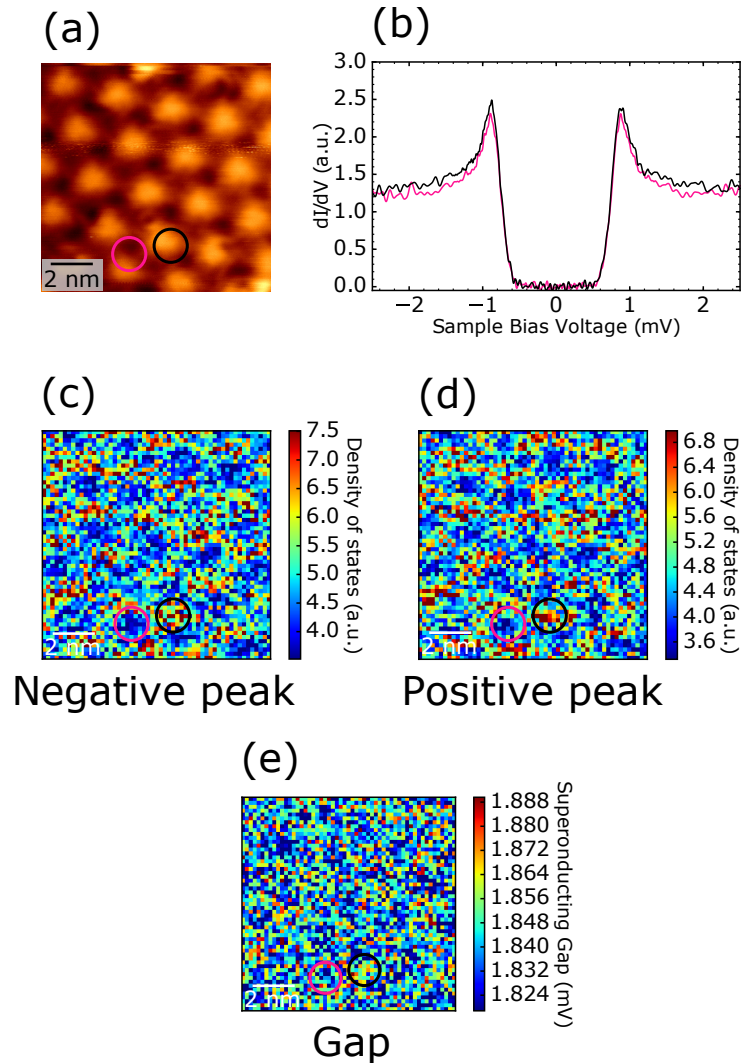 (a)
2 nm
(b)
3.0
2.5
2.0
1.5
1.0
0.5
0.0
dI/dV (a.u.)
−2 −1 0 1 2
Sample Bias Voltage (mV)
(c)
2 nm
7.5
7.0
6.5
6.0
5.5
5.0
4.5
4.0
Density of states (a.u.)
Negative peak
(d)
2 nm
6.8
6.4
6.0
5.6
5.2
4.8
4.4
4.0
3.6
Density of states (a.u.)
Positive peak
(e)
2 nm
1.888
1.880
1.872
1.864
1.856
1.848
1.840
1.832
1.824
Superonducting Gap (mV)
Gap